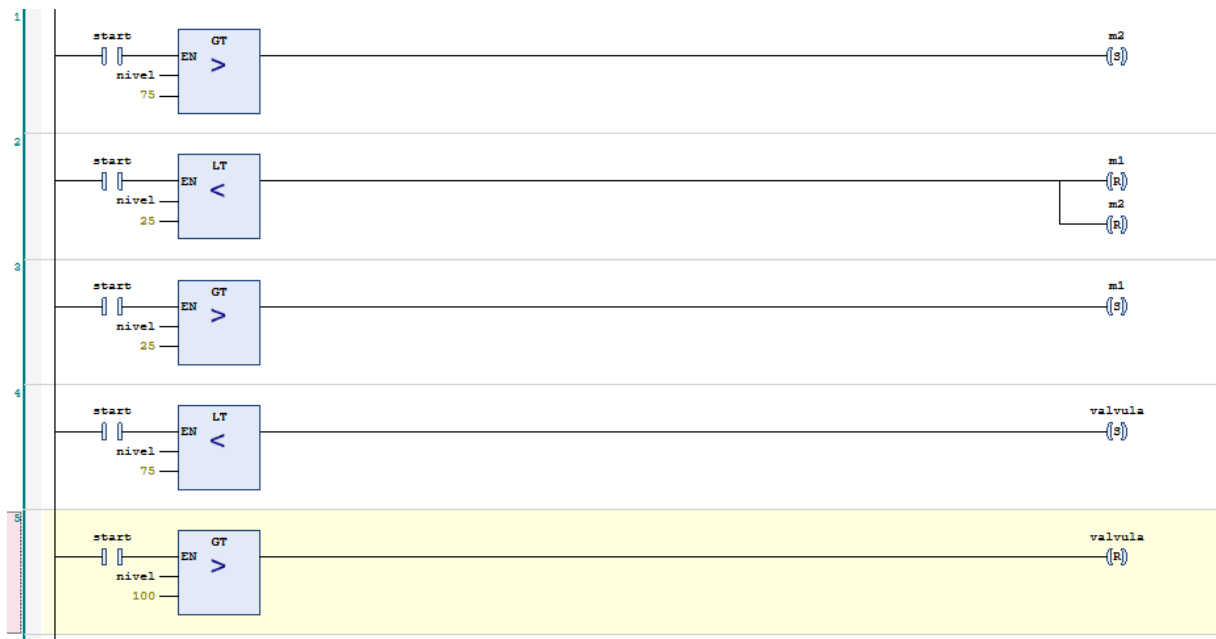 1
start
GT
m2
EN
>
S
nivel
75
2
start
LT
m1
EN
<
R
nivel
m2
25
R
3
start
GT
m1
EN
>
S
nivel
25
4
start
LT
valvula
EN
<
S
nivel
75
5
start
GT
valvula
EN
>
R
nivel
100